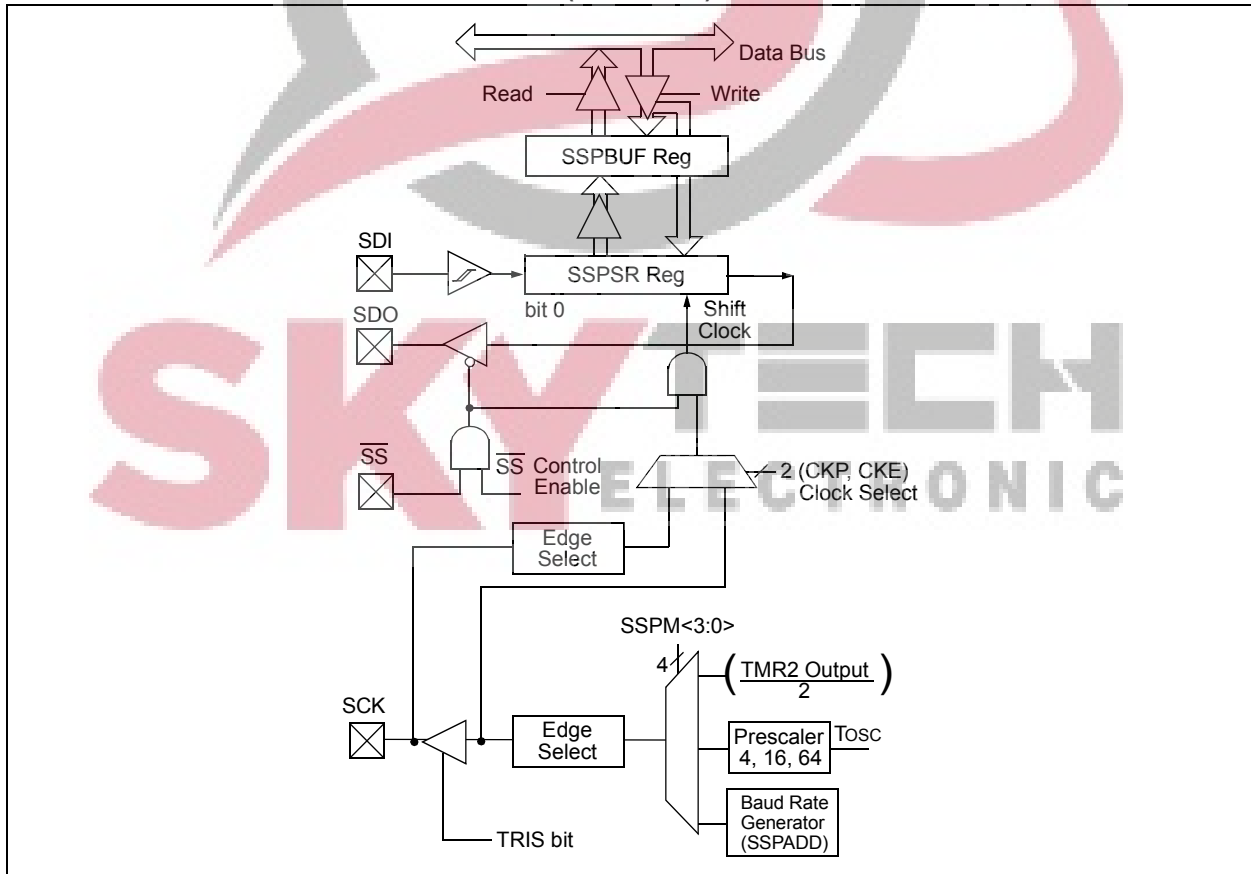 Data Bus
Read
Write
SSPBUF Reg
SDI
SSPSR Reg
bit 0
Shift
Clock
SDO
SKYTECH
ELECTRONIC
SS
SS Control
Enable
2 (CKP, CKE)
Clock Select
Edge
Select
SSPM<3:0>
4
(TMR2 Output
2)
SCK
Edge
Select
Prescaler
4, 16, 64
TOSC
Baud Rate
Generator
(SSPADD)
TRIS bit